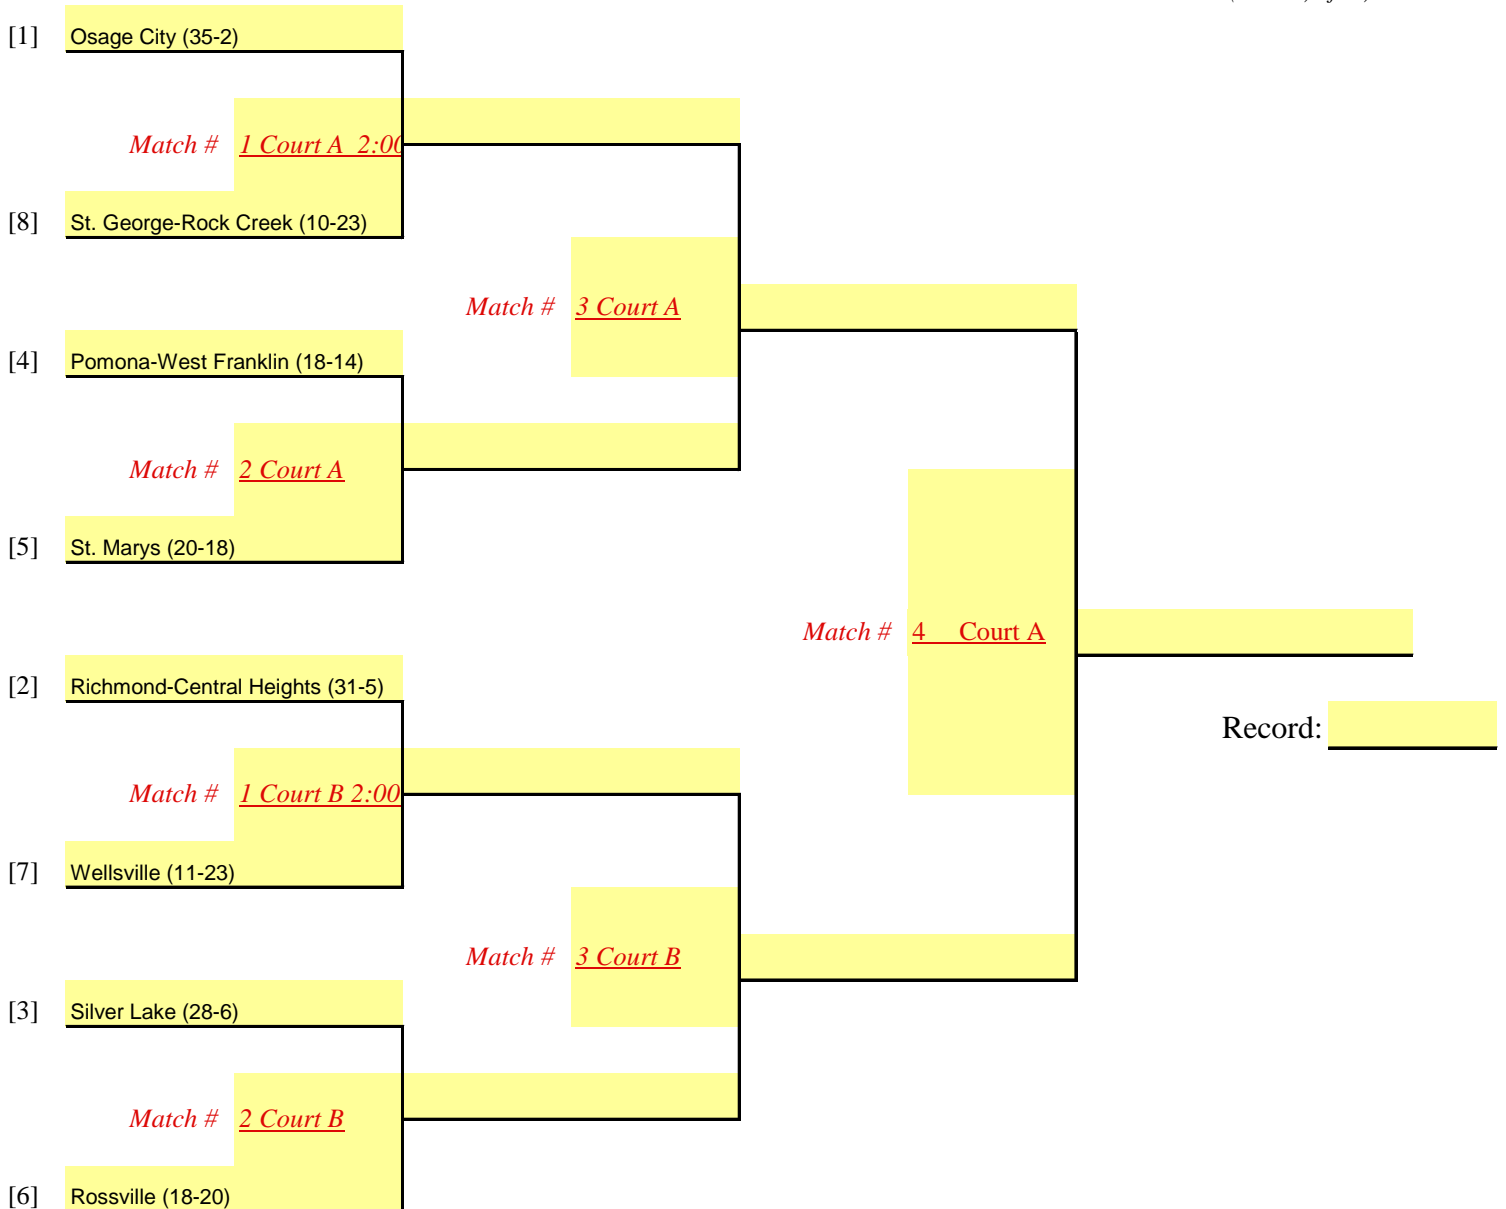 [1] Osage City (35-2)
Match # 1 Court A 2:00
[8] St. George-Rock Creek (10-23)
Match # 3 Court A
[4] Pomona-West Franklin (18-14)
Match # 2 Court A
[5] St. Marys (20-18)
Match # 4 Court A
[2] Richmond-Central Heights (31-5)
Record:
Match # 1 Court B 2:00
[7] Wellsville (11-23)
Match # 3 Court B
[3] Silver Lake (28-6)
Match # 2 Court B
[6] Rossville (18-20)